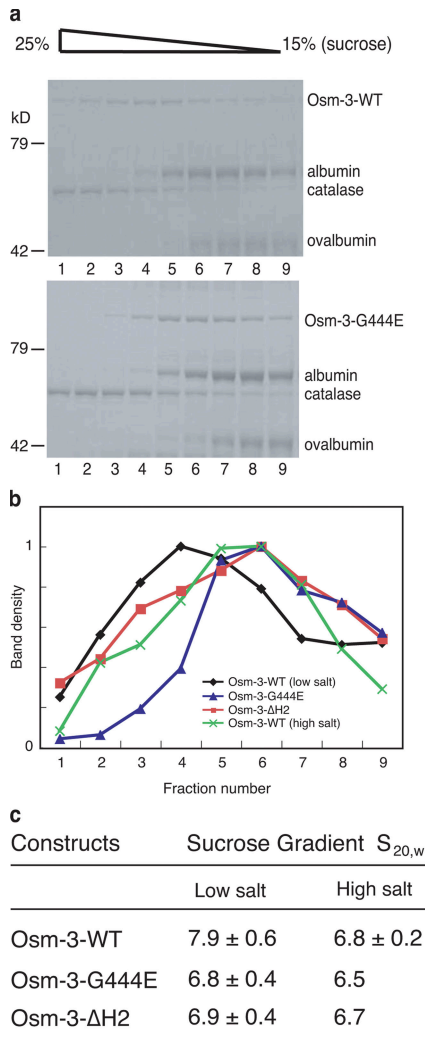 a
25% 15% (sucrose)
kD
Osm-3-WT
79
albumin
catalase
42
ovalbumin
1 2 3 4 5 6 7 8 9
Osm-3-G444E
79
albumin
catalase
42
ovalbumin
1 2 3 4 5 6 7 8 9
b
1
Band density
Osm-3-WT (low salt)
Osm-3-G444E
Osm-3-ΔH2
Osm-3-WT (high salt)
0
1 2 3 4 5 6 7 8 9
Fraction number
c
Constructs Sucrose Gradient S20,w
Low salt High salt
Osm-3-WT 7.9 ± 0.6 6.8 ± 0.2
Osm-3-G444E 6.8 ± 0.4 6.5
Osm-3-ΔH2 6.9 ± 0.4 6.7